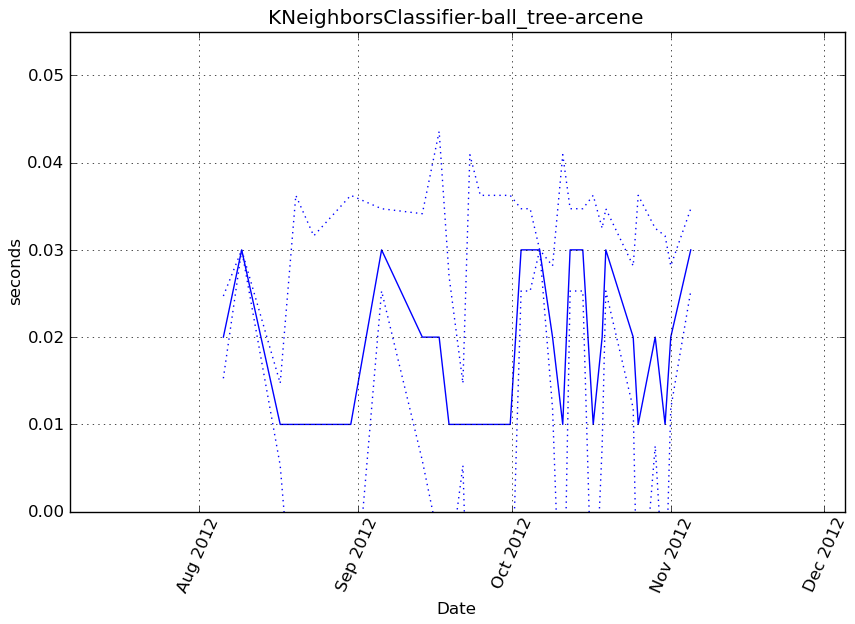 KNeighborsClassifier-ball_tree-arcene
0.05
0.04
0.03
0.02
0.01
0.00
seconds
Aug 2012
Sep 2012
Oct 2012
Nov 2012
Dec 2012
Date